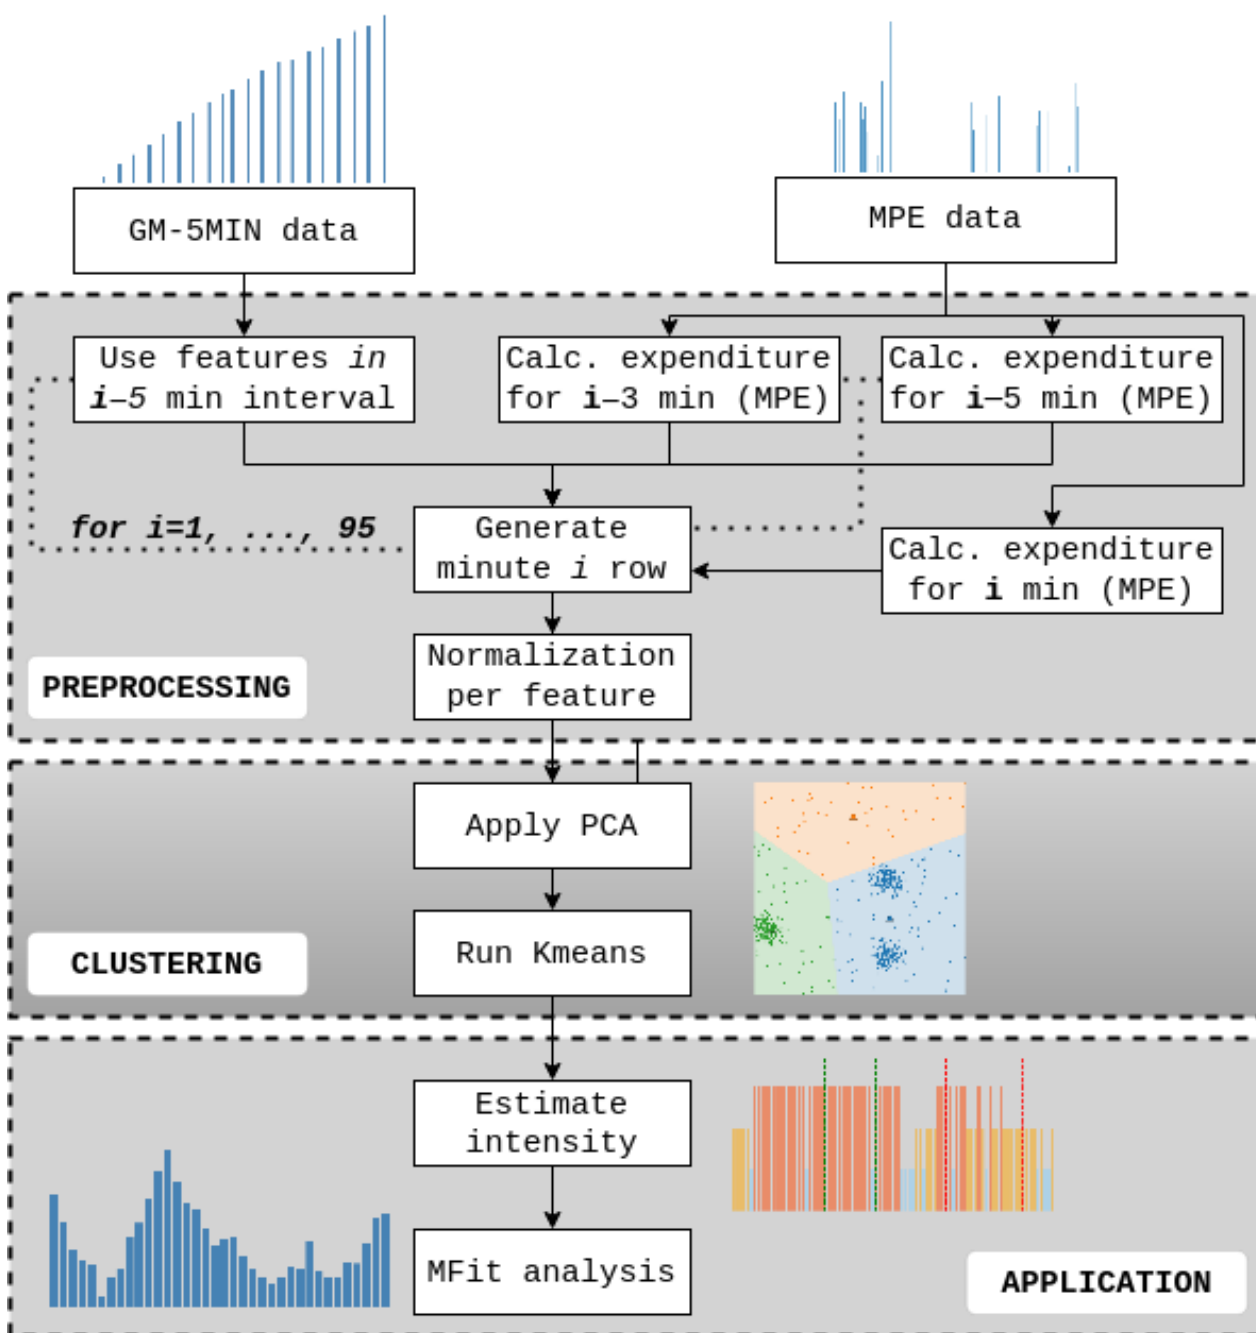 GM-5MIN data
MPE data
Use features in
i–5 min interval
Calc. expenditure
for i–3 min (MPE)
Calc. expenditure
for i–5 min (MPE)
for i=1, ..., 95
Generate
minute i row
Calc. expenditure
for i min (MPE)
Normalization
per feature
PREPROCESSING
Apply PCA
Run Kmeans
CLUSTERING
Estimate
intensity
MFit analysis
APPLICATION